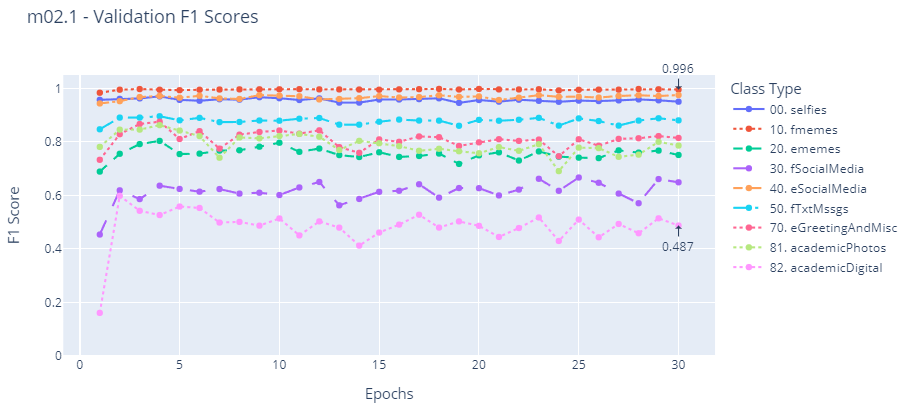 m02.1 - Validation F1 Scores
0.996
1
0.8
0.6
0.4
0.2
0
F1 Score
0.487
0 5 10 15 20 25 30
Epochs
Class Type
00. selfies
10. fmemes
20. ememes
30. fSocialMedia
40. eSocialMedia
50. fTxtMssgs
70. eGreetingAndMisc
81. academicPhotos
82. academicDigital